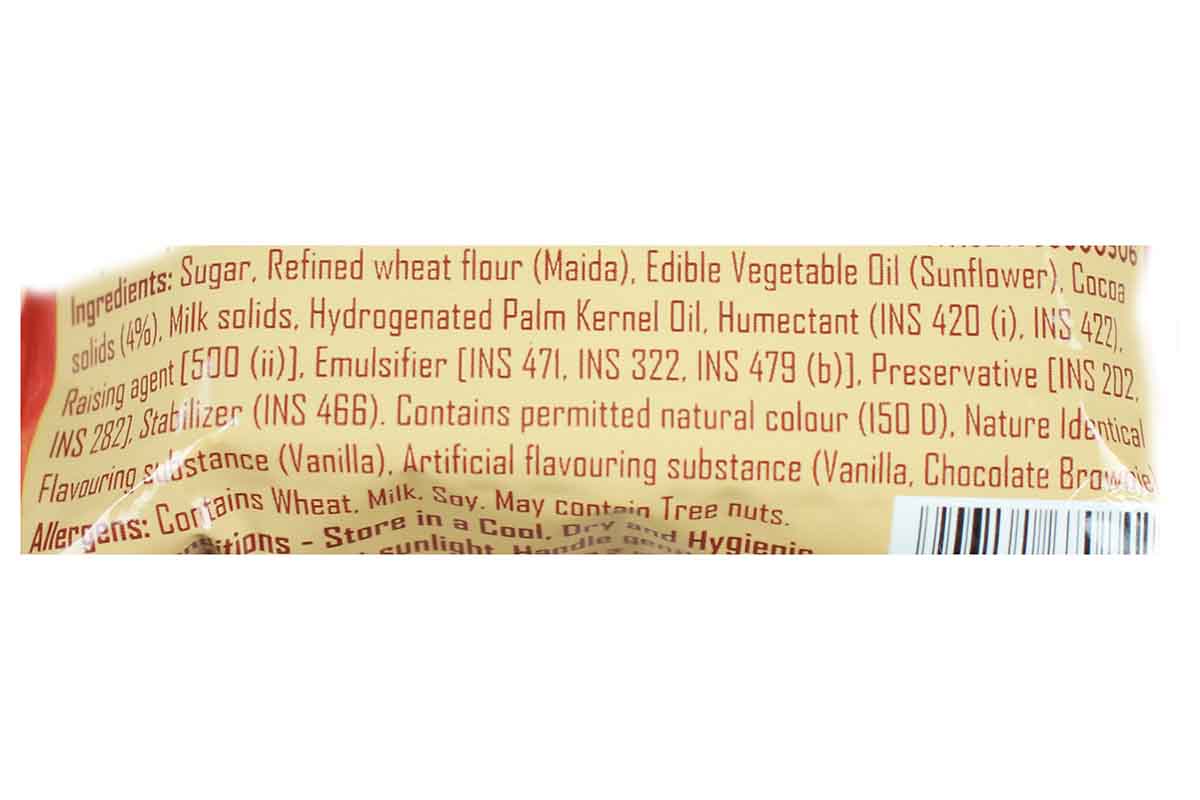 Ingredients: Sugar, Refined wheat flour (Maida), Edible Vegetable Oil (Sunflower), Cocoa
solids (4%), Milk solids, Hydrogenated Palm Kernel Oil, Humectant (INS 420 (i), INS 422),
Raising agent [500 (ii)], Emulsifier [INS 471, INS 322, INS 479 (b)], Preservative [INS 202,
INS 282], Stabilizer (INS 466). Contains permitted natural colour (150 D), Nature Identical
Flavouring substance (Vanilla), Artificial flavouring substance (Vanilla, Chocolate Brownie)
Allergens: Contains Wheat, Milk, Soy. May contain Tree nuts.
- Store in a Cool, Dry and Hygienic
sunlight. Handle